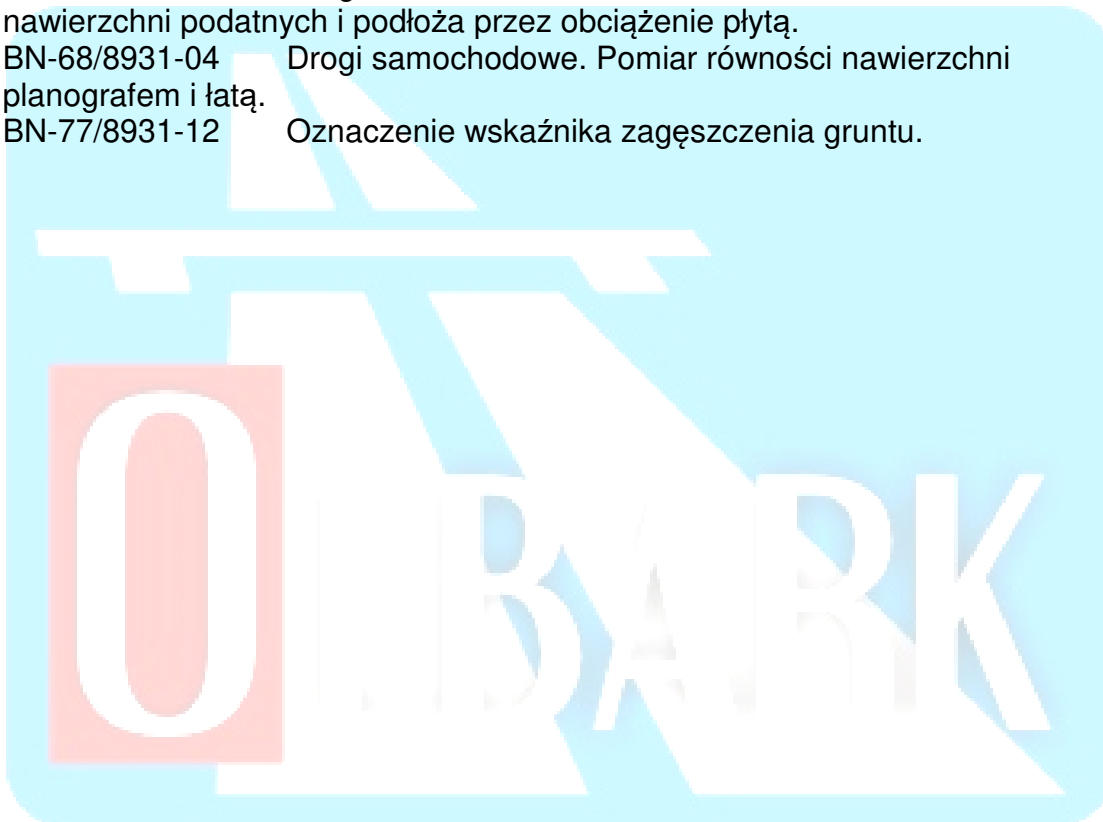 nawierzchni podatnych i podłoża przez obciążenie płytą.
BN-68/8931-04 Drogi samochodowe. Pomiar równości nawierzchni
planografem i łatą.
BN-77/8931-12 Oznaczenie wskaźnika zagęszczenia gruntu.
OLBARK